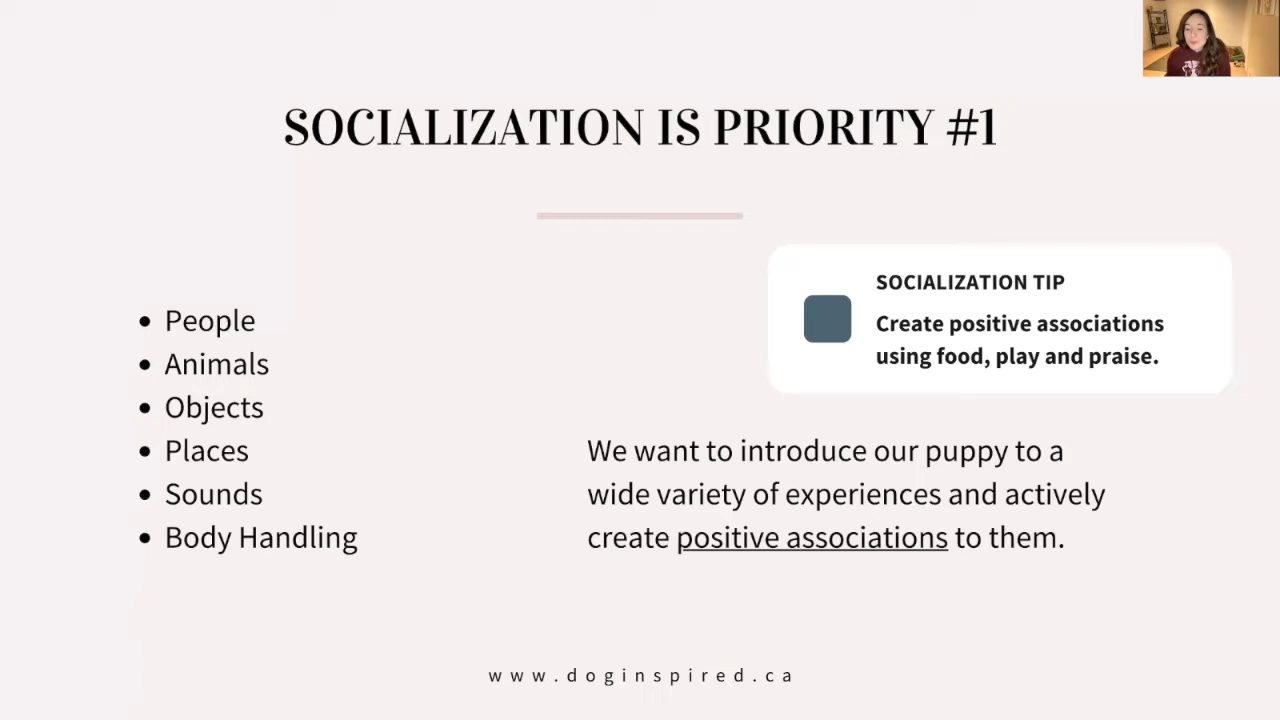 SOCIALIZATION IS PRIORITY #1
SOCIALIZATION TIP
Create positive associations
using food, play and praise.
People
Animals
Objects
Places
Sounds
Body Handling
We want to introduce our puppy to a
wide variety of experiences and actively
create positive associations to them.
www.doginspired.ca